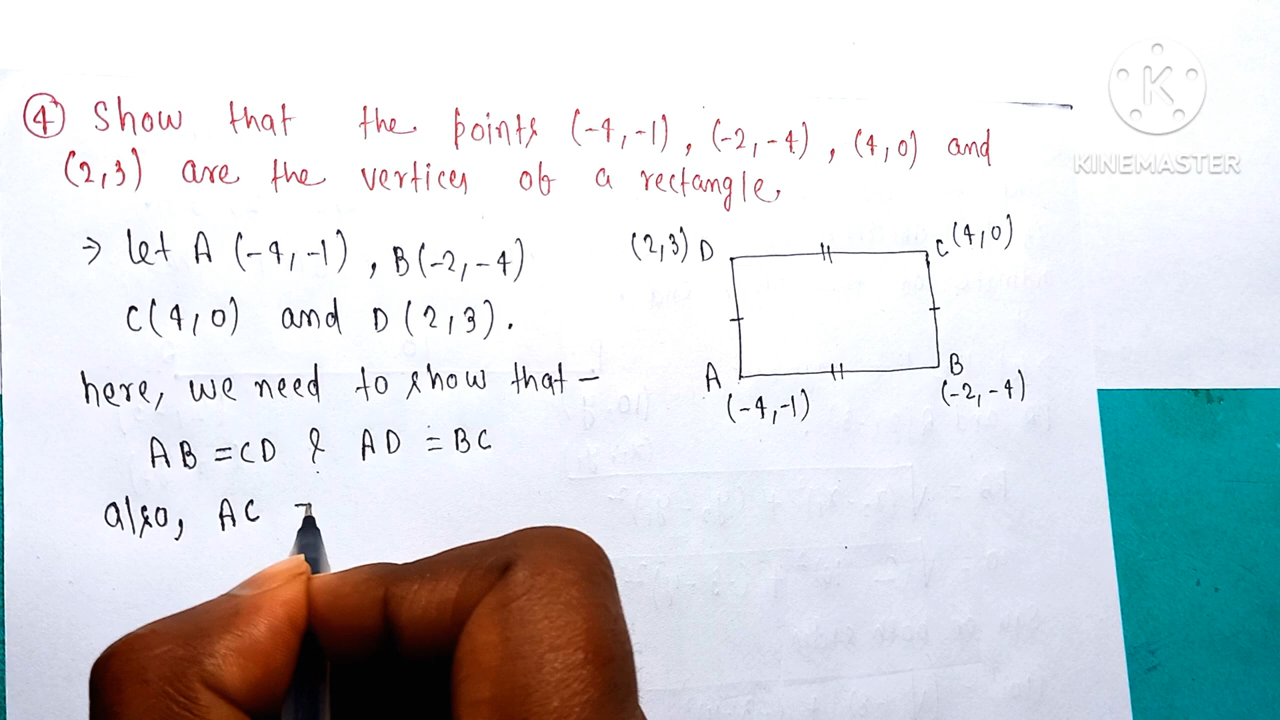 ④ Show that the points (-4,-1), (-2,-4), (4,0) and
(2,3) are the vertices of a rectangle.
⇒ let A (-4,-1), B(-2,-4)
C(4,0) and D(2,3).
here, we need to show that –
AB = CD & AD = BC
also, AC
(2,3) D
C (4,0)
A
(-4,-1)
B
(-2,-4)
K
KINEMASTER